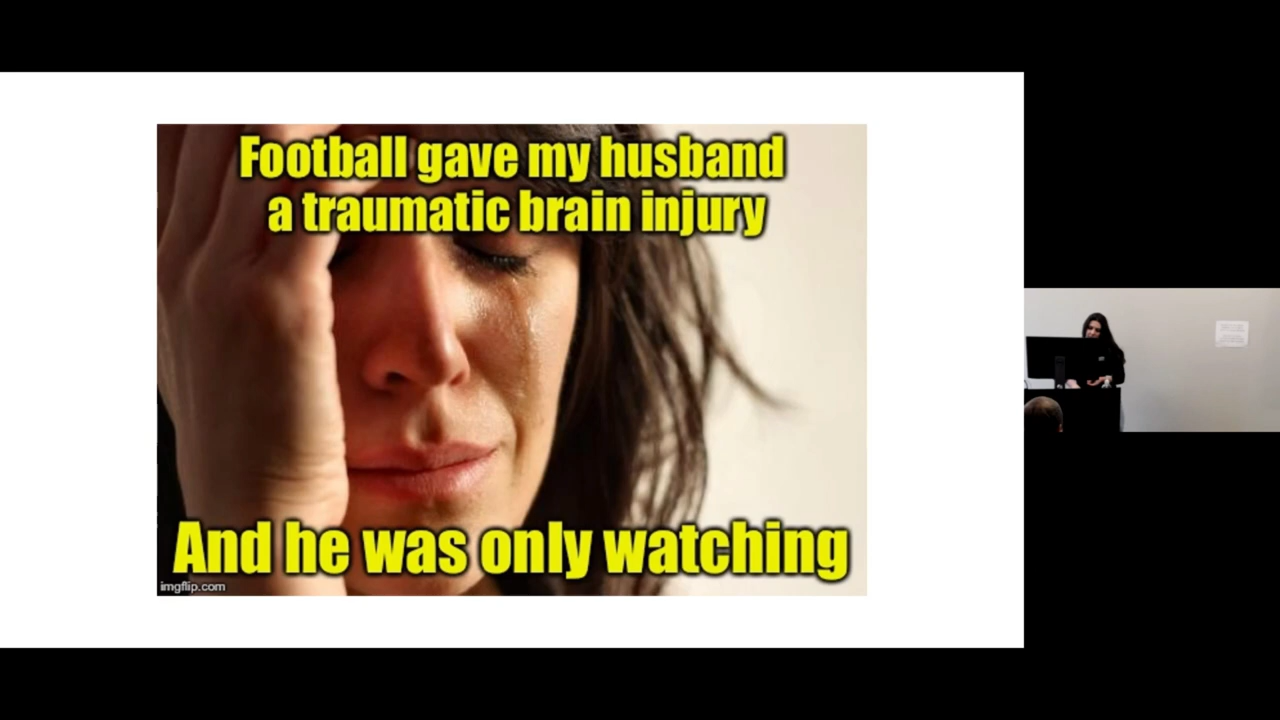 Football gave my husband
a traumatic brain injury
And he was only watching
imgflip.com